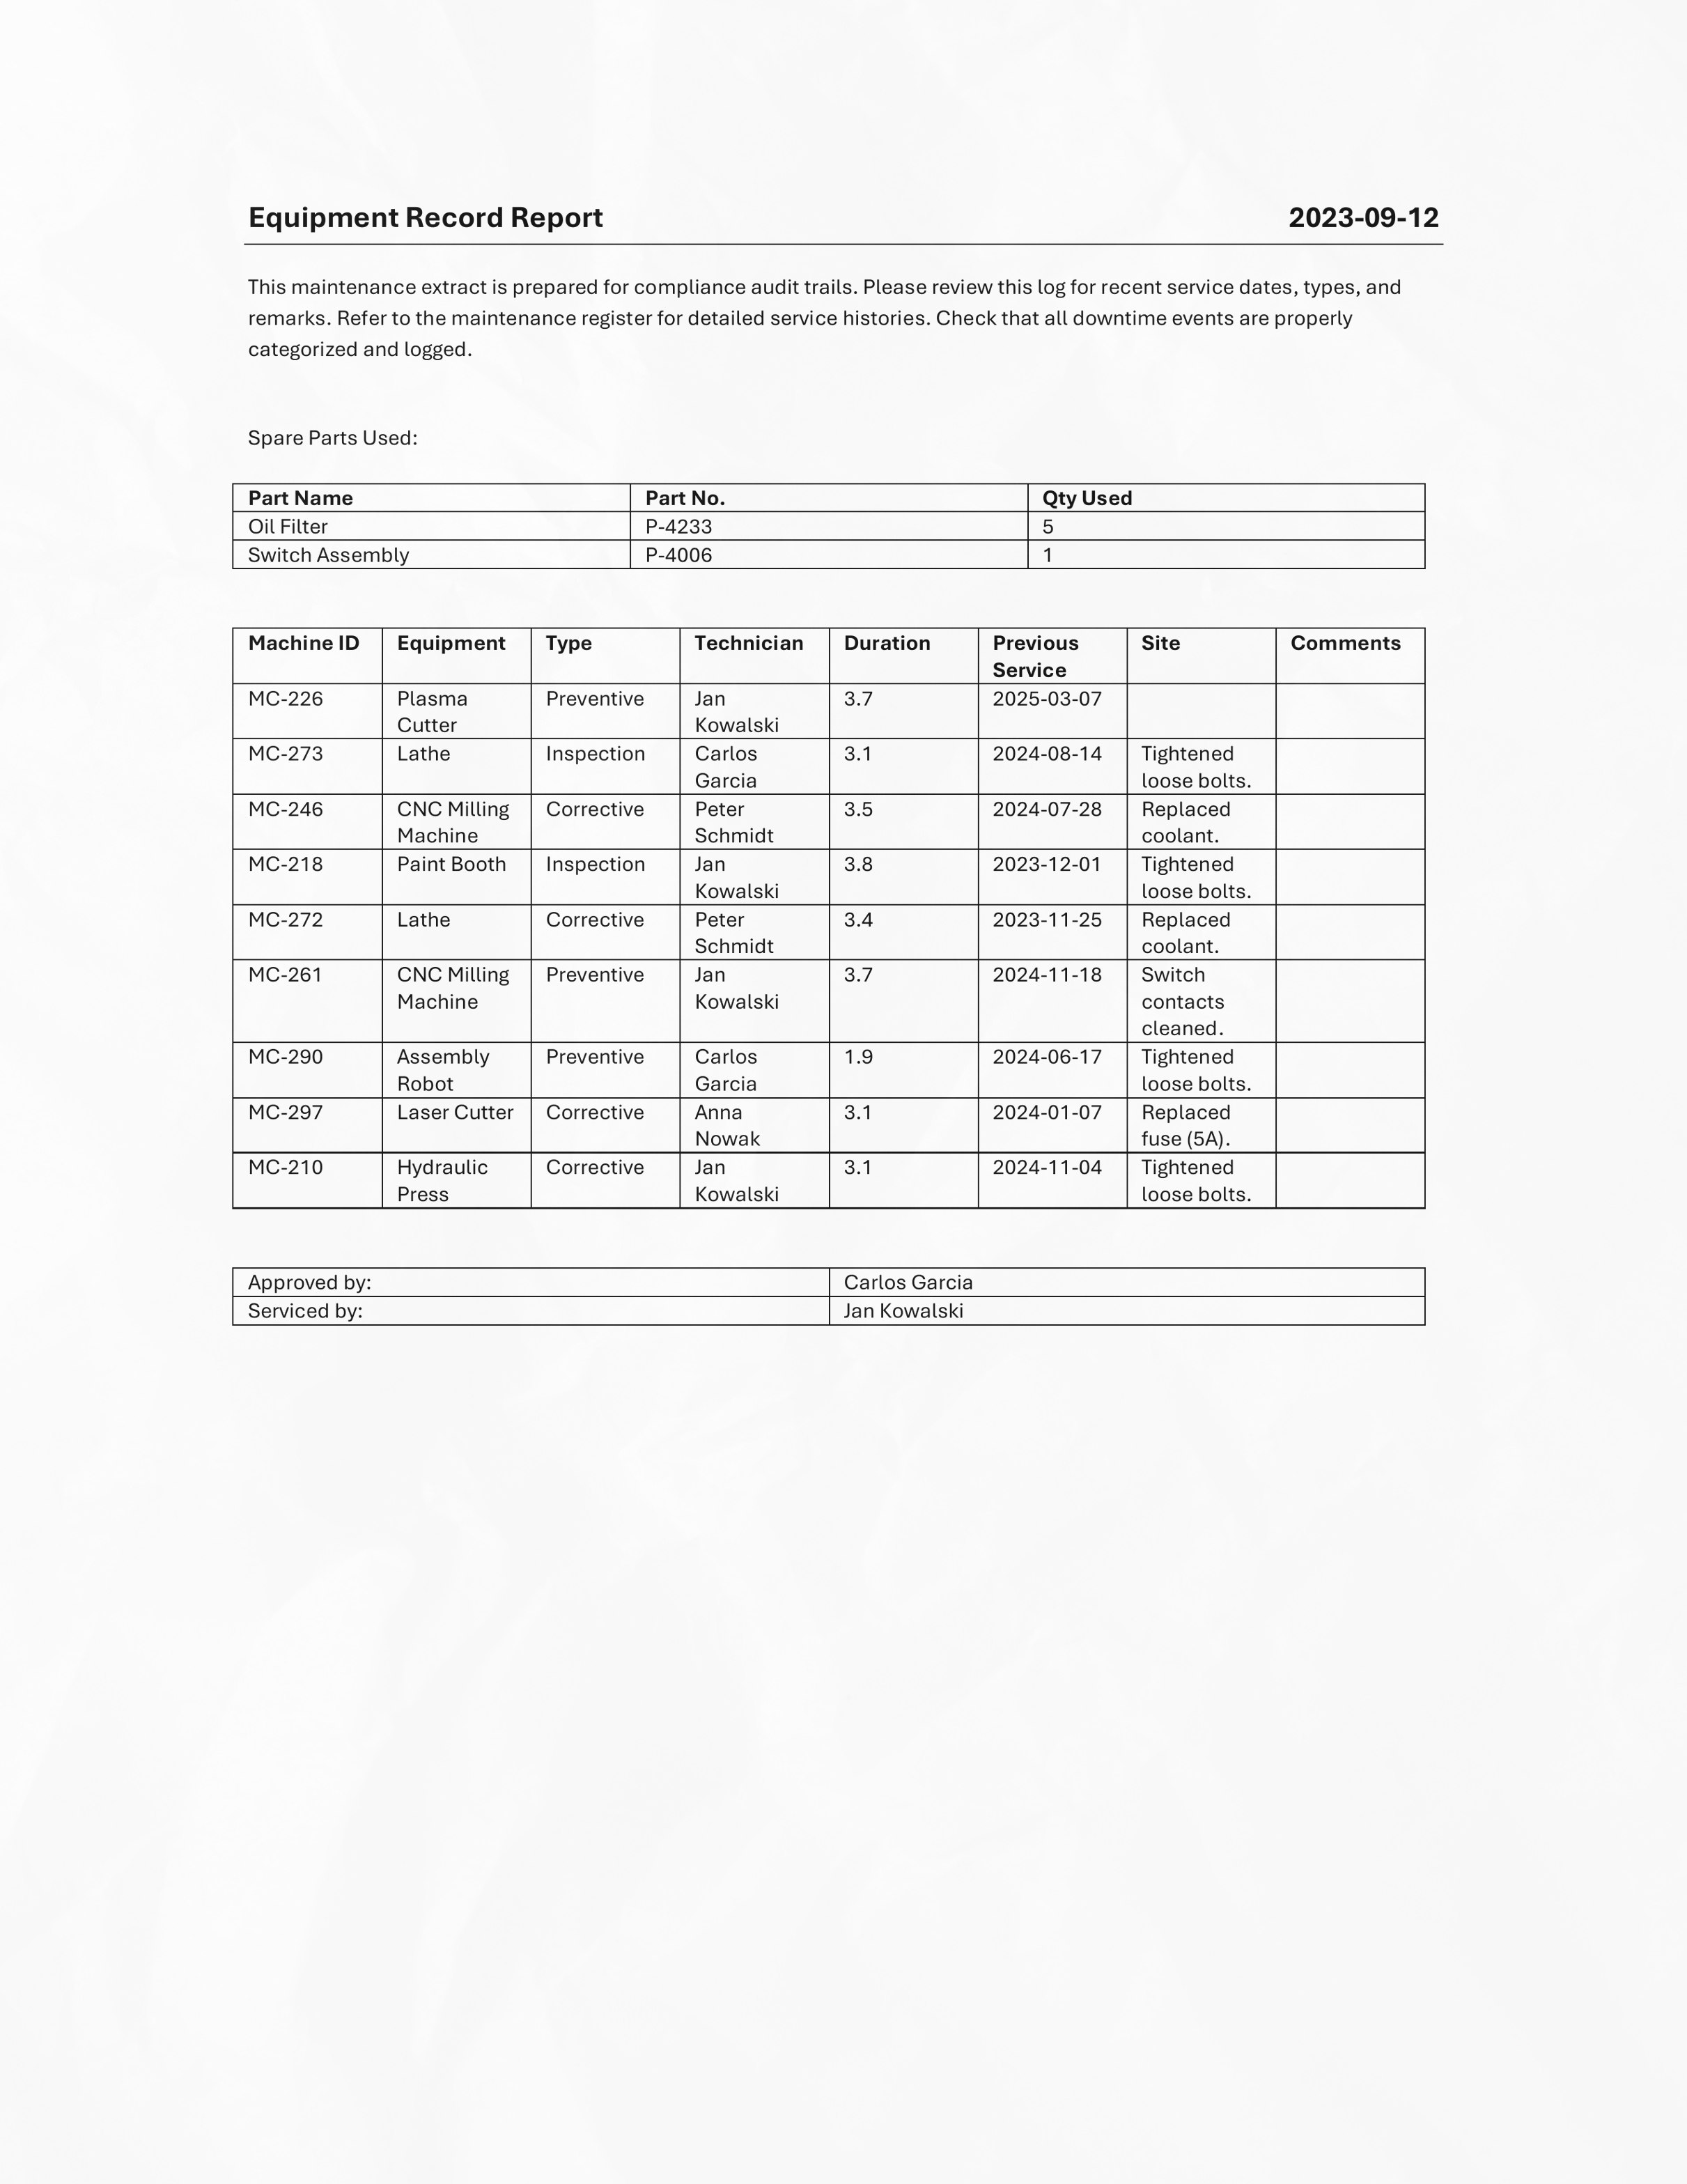 Equipment Record Report 2023-09-12
This maintenance extract is prepared for compliance audit trails. Please review this log for recent service dates, types, and
remarks. Refer to the maintenance register for detailed service histories. Check that all downtime events are properly
categorized and logged.
Spare Parts Used:
Part Name Part No. Qty Used
Oil Filter P-4233 5
Switch Assembly P-4006 1
Machine ID Equipment Type Technician Duration Previous Site Comments
Service
MC-226 Plasma Preventive Jan 3.7 2025-03-07
Cutter Kowalski
MC-273 Lathe Inspection Carlos 3.1 2024-08-14 Tightened
Garcia loose bolts.
MC-246 CNC Milling Corrective Peter 3.5 2024-07-28 Replaced
Machine Schmidt coolant.
MC-218 Paint Booth Inspection Jan 3.8 2023-12-01 Tightened
Kowalski loose bolts.
MC-272 Lathe Corrective Peter 3.4 2023-11-25 Replaced
Schmidt coolant.
MC-261 CNC Milling Preventive Jan 3.7 2024-11-18 Switch
Machine Kowalski contacts
cleaned.
MC-290 Assembly Preventive Carlos 1.9 2024-06-17 Tightened
Robot Garcia loose bolts.
MC-297 Laser Cutter Corrective Anna 3.1 2024-01-07 Replaced
Nowak fuse (5A).
MC-210 Hydraulic Corrective Jan 3.1 2024-11-04 Tightened
Press Kowalski loose bolts.
Approved by: Carlos Garcia
Serviced by: Jan Kowalski